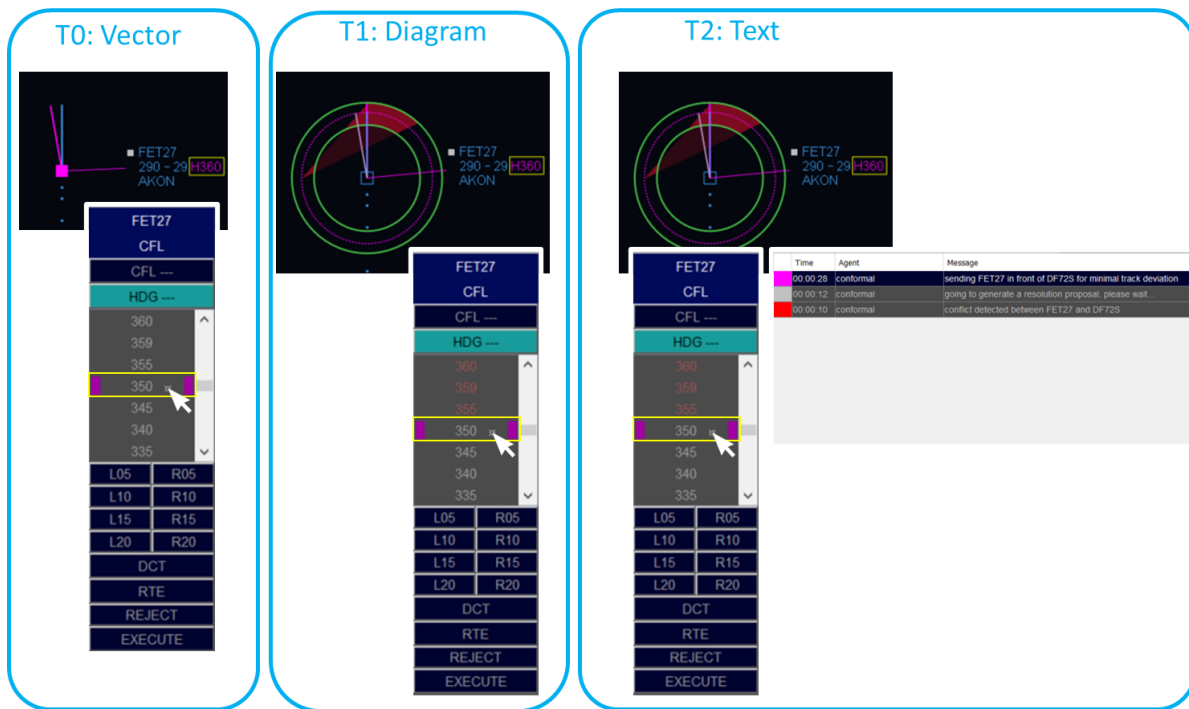 T0: Vector
FET27
290 - 29 H360
AKON
FET27
CFL
CFL ---
HDG ---
360
359
355
350
345
340
335
L05 R05
L10 R10
L15 R15
L20 R20
DCT
RTE
REJECT
EXECUTE
T1: Diagram
FET27
290 - 29 H360
AKON
FET27
CFL
CFL ---
HDG ---
360
359
355
350
345
340
335
L05 R05
L10 R10
L15 R15
L20 R20
DCT
RTE
REJECT
EXECUTE
T2: Text
FET27
290 - 29 H360
AKON
FET27
CFL
CFL ---
HDG ---
360
359
355
350
345
340
335
L05 R05
L10 R10
L15 R15
L20 R20
DCT
RTE
REJECT
EXECUTE
Time Agent Message
00:00:28 conformal sending FET27 in front of DF72S for minimal track deviation
00:00:12 conformal going to generate a resolution proposal, please wait...
00:00:10 conformal conflict detected between FET27 and DF72S